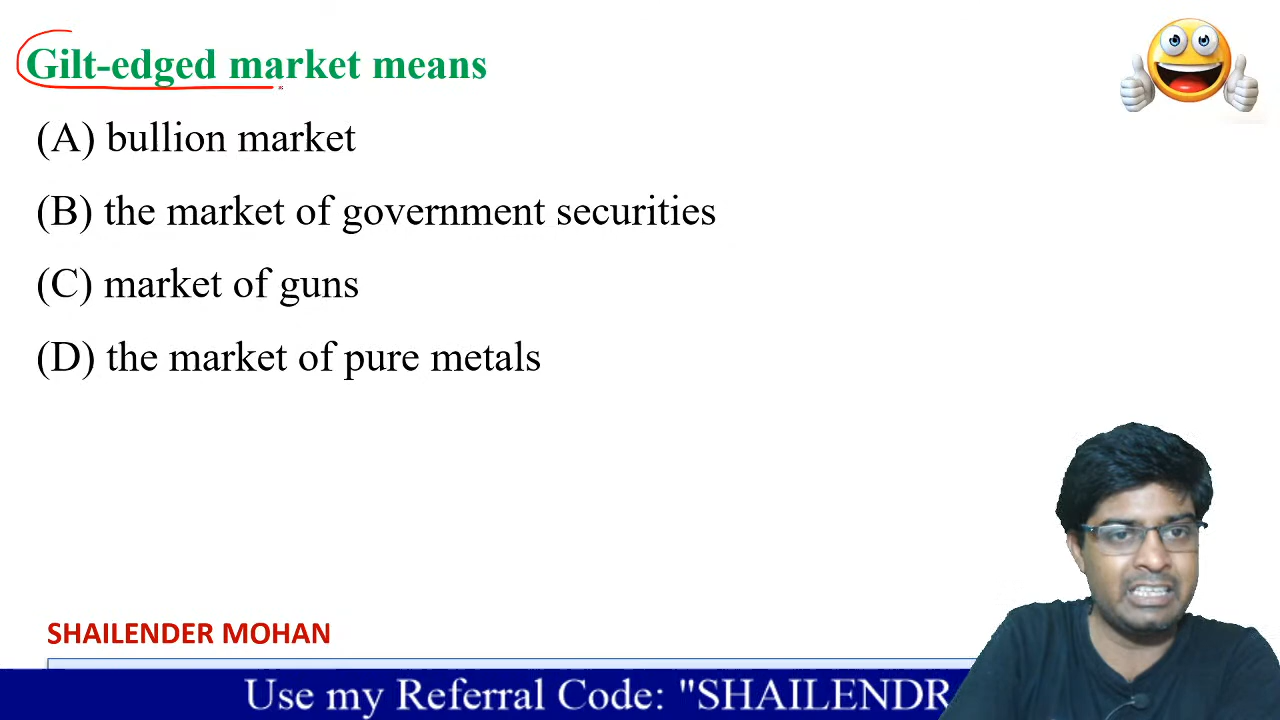 Gilt-edged market means
(A) bullion market
(B) the market of government securities
(C) market of guns
(D) the market of pure metals
SHAILENDER MOHAN
Use my Referral Code: "SHAILENDR